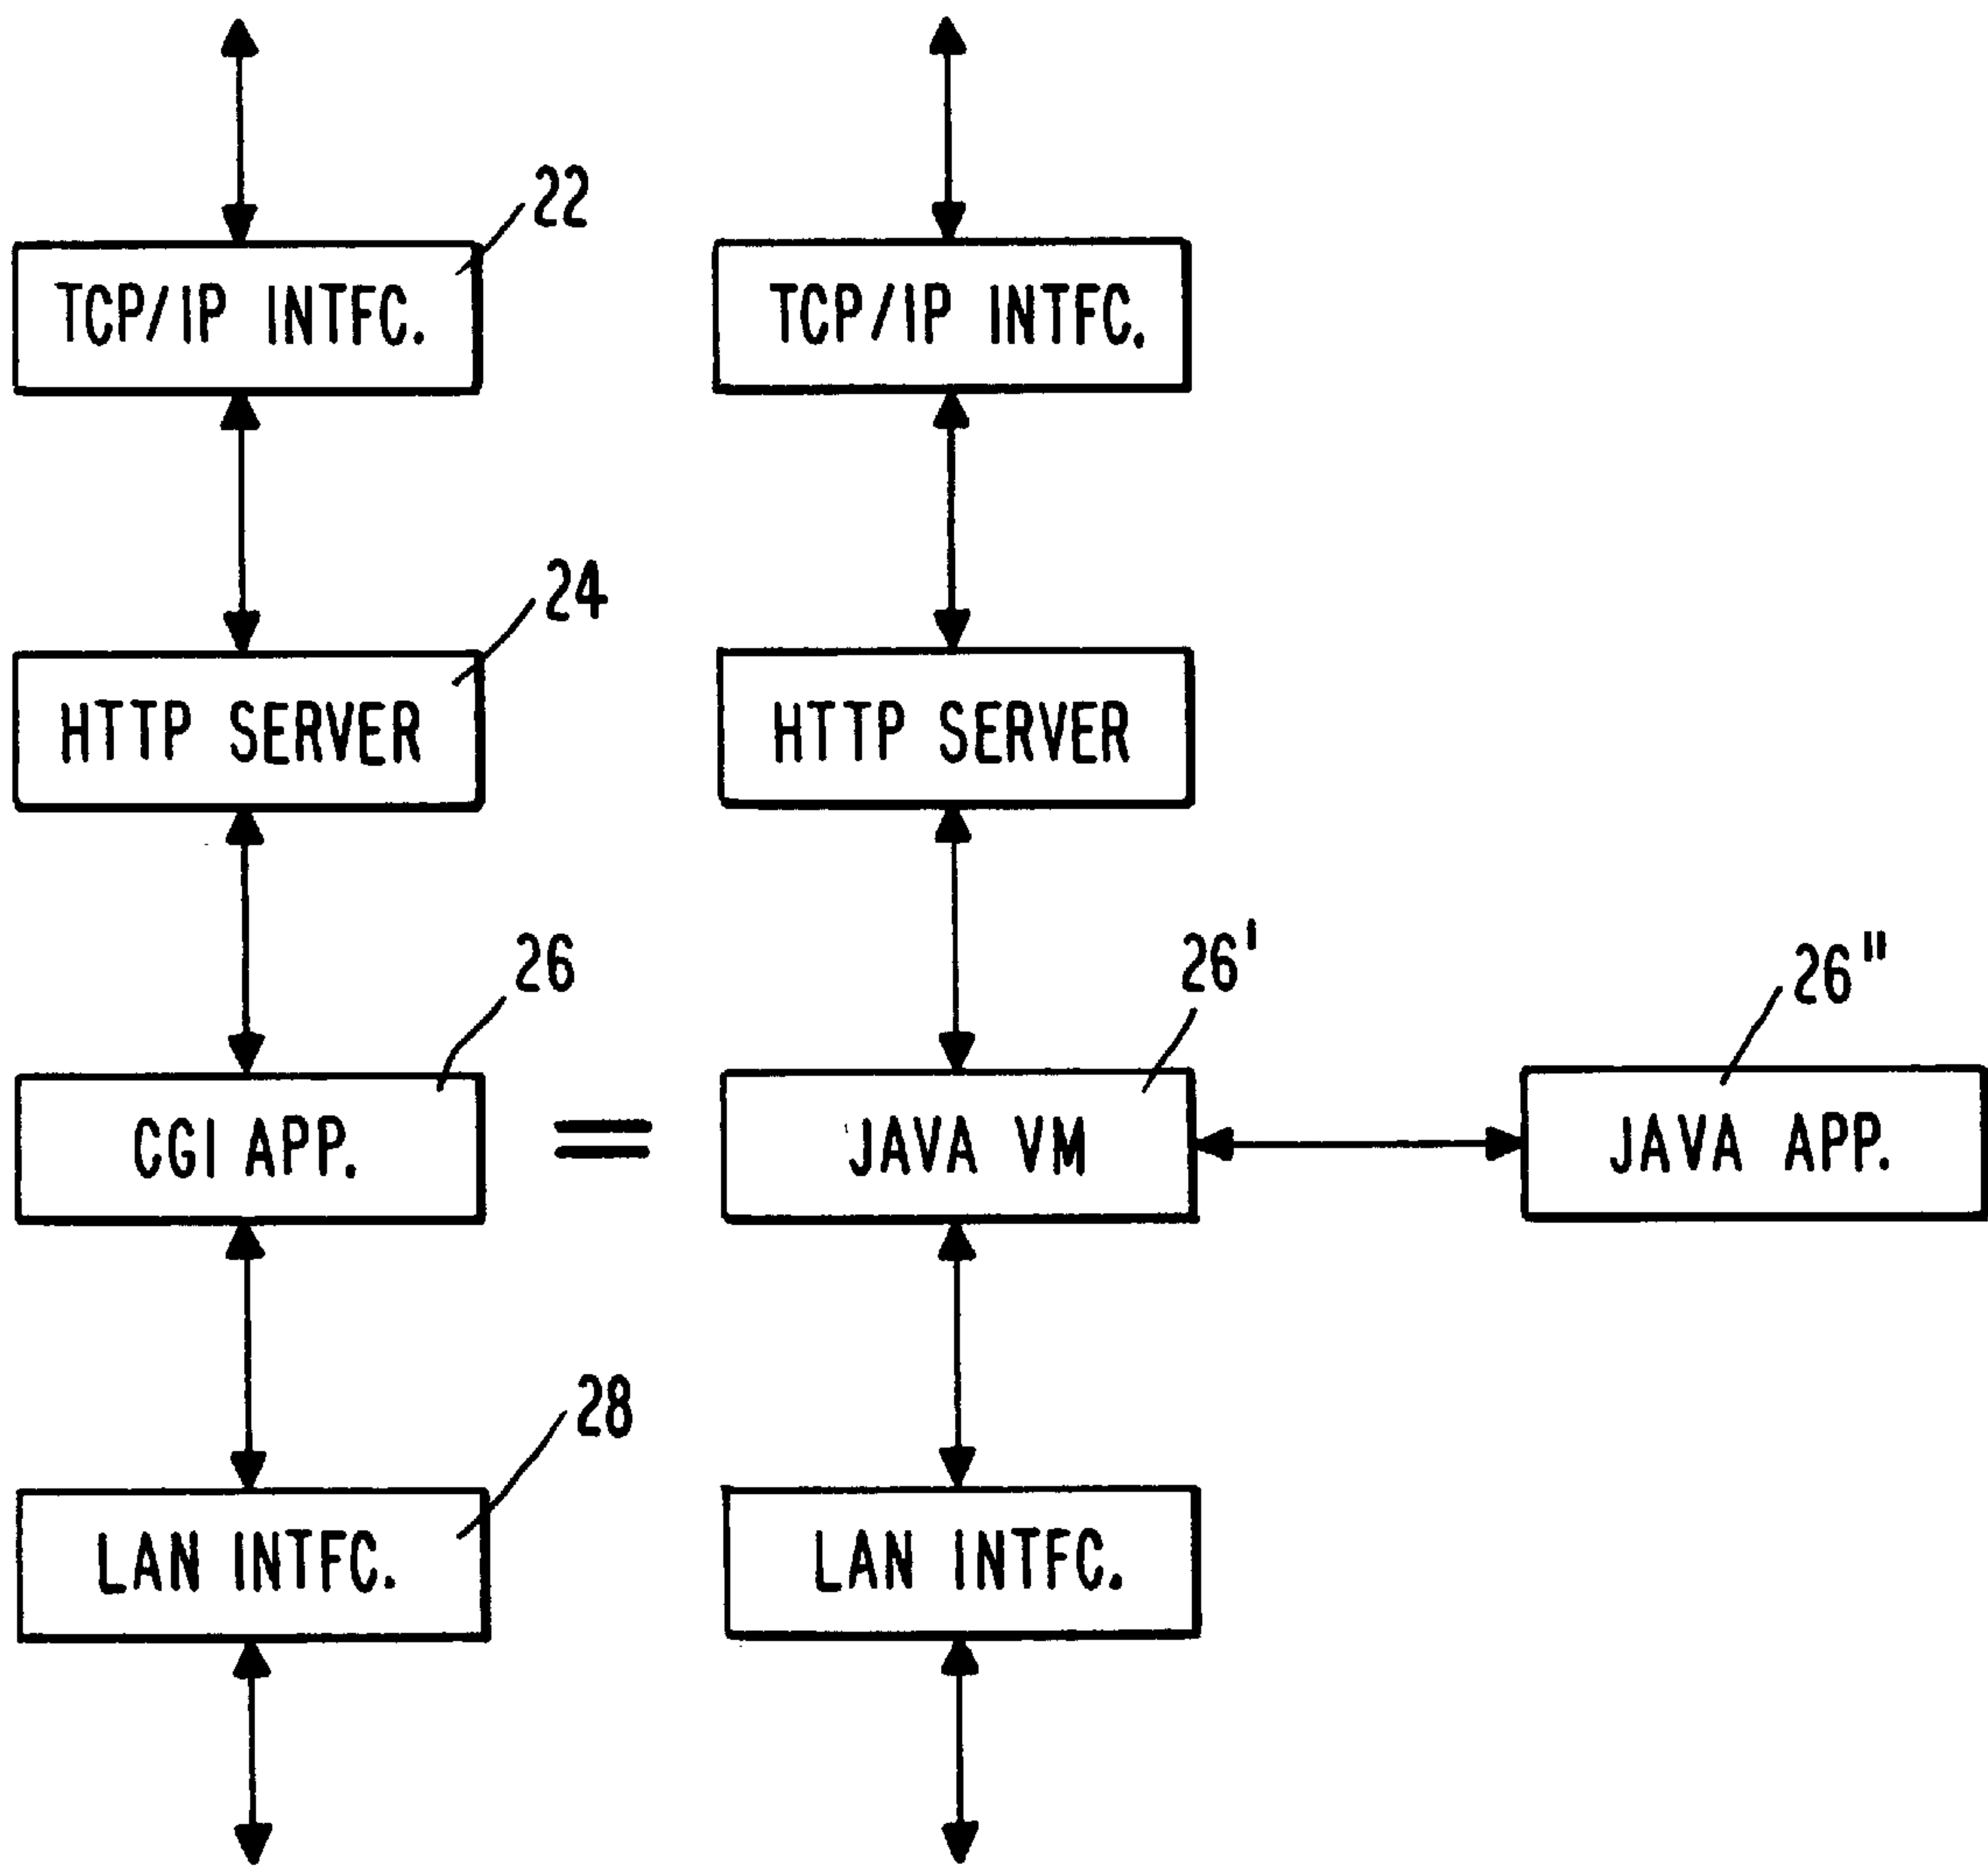 22
TCP/IP INTFC.
TCP/IP INTFC.
24
HTTP SERVER
HTTP SERVER
26
26'
26"
CGI APP.
=
JAVA VM
JAVA APP.
28
LAN INTFC.
LAN INTFC.